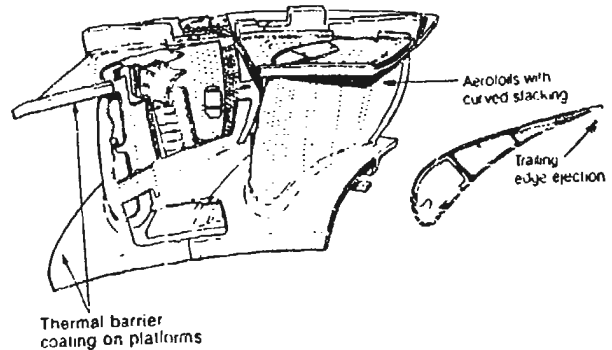 Aerofoils with
curved stacking
Trailing
edge ejection
Thermal barrier
coating on platforms